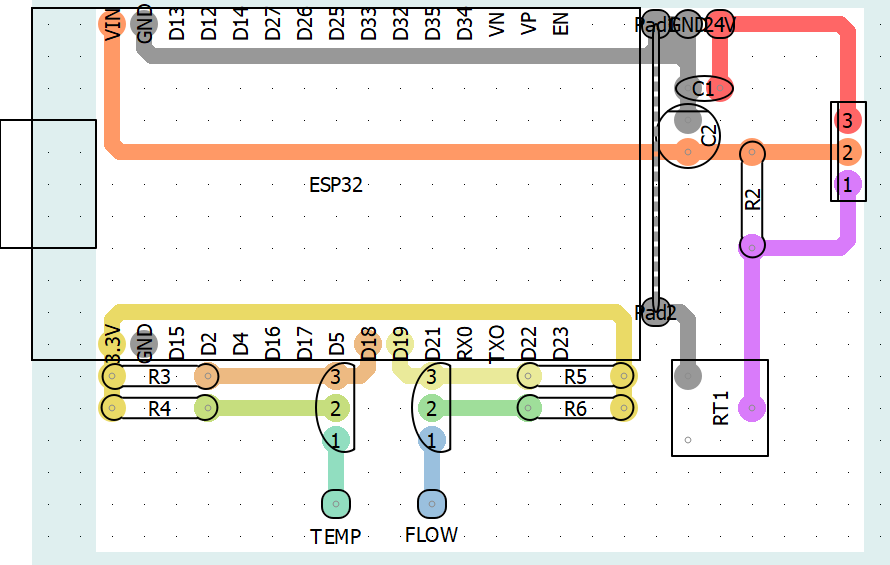 VIN GND D13 D12 D14 D27 D26 D25 D33 D32 D35 D34 VN VP EN Pad1 GND 24V
C1
3
C2
2
ESP32
1
R2
Pad2
3.3V GND D15 D2 D4 D16 D17 D5 D18 D19 D21 RX0 TX0 D22 D23
R3 3 3 R5
R4 2 2 R6
RT1
1 1
TEMP FLOW